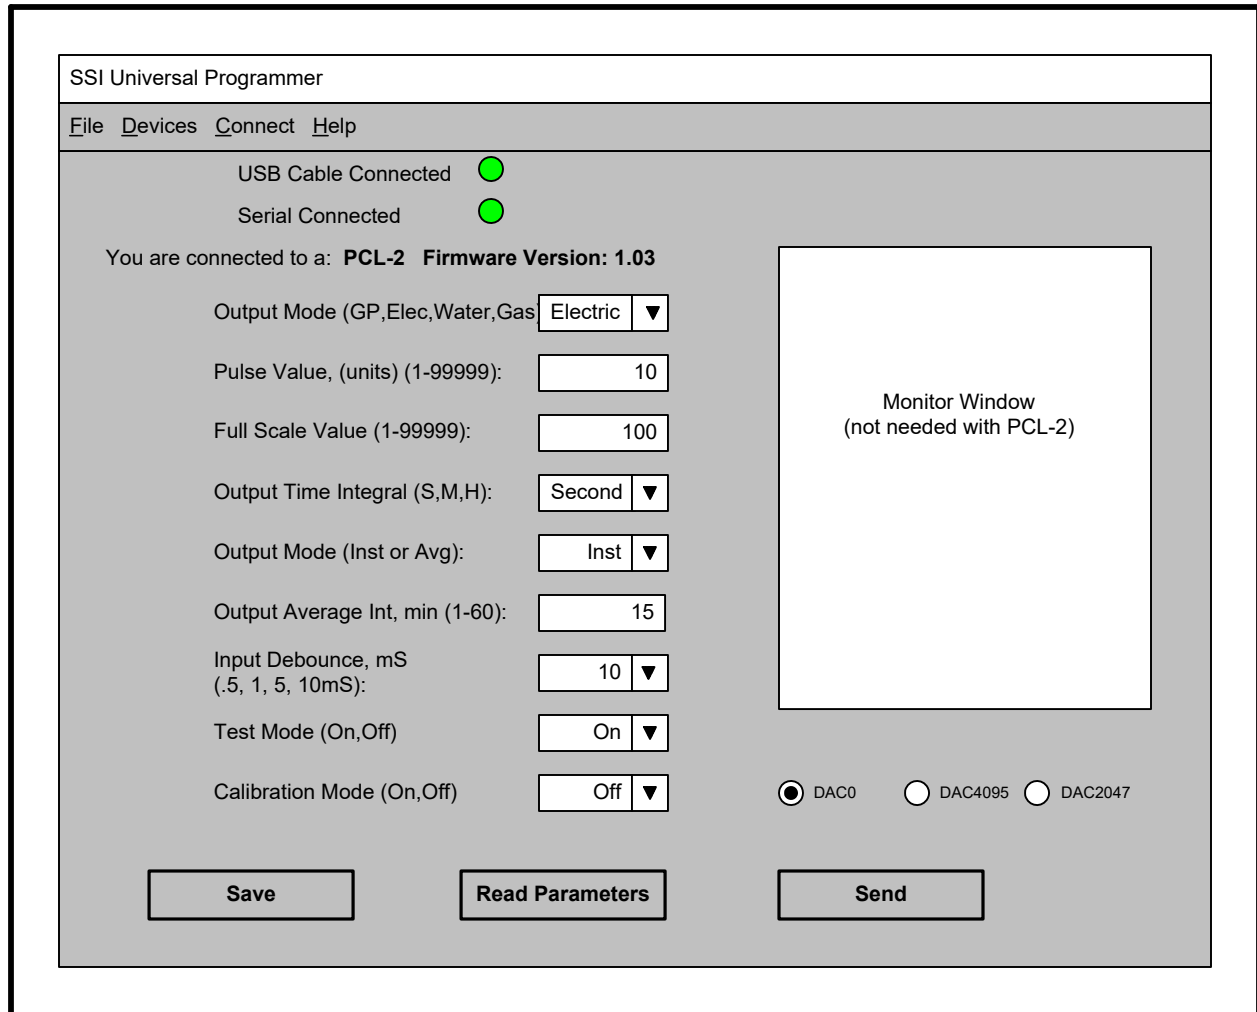 SSI Universal Programmer
File Devices Connect Help
USB Cable Connected
Serial Connected
You are connected to a: PCL-2 Firmware Version: 1.03
Output Mode (GP,Elec,Water,Gas) Electric
Pulse Value, (units) (1-99999): 10
Full Scale Value (1-99999): 100
Output Time Integral (S,M,H): Second
Output Mode (Inst or Avg): Inst
Output Average Int, min (1-60): 15
Input Debounce, mS
(.5, 1, 5, 10mS): 10
Test Mode (On,Off) On
Calibration Mode (On,Off) Off
Monitor Window
(not needed with PCL-2)
DAC0 DAC4095 DAC2047
Save Read Parameters Send